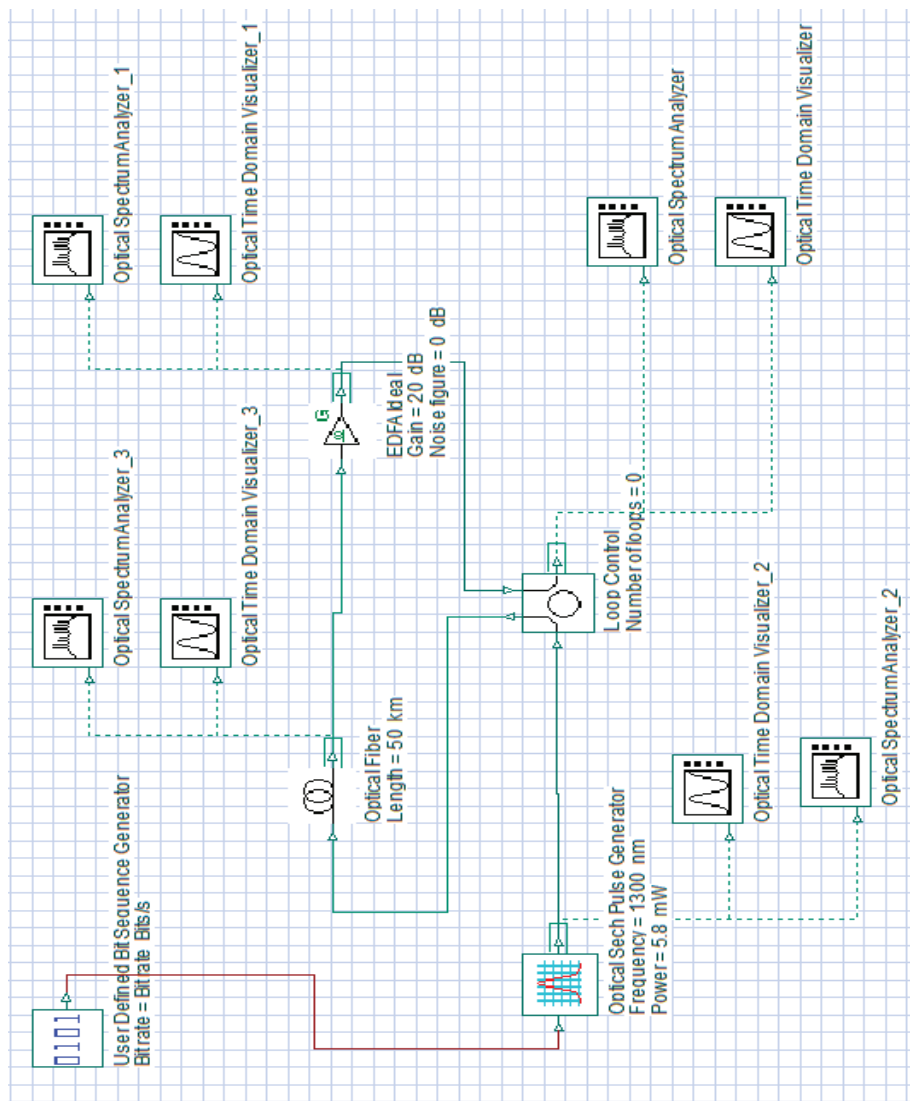 User Defined Bit Sequence Generator
Bitrate = Bitrate Bits/s
0101
Optical Spectrum Analyzer_3
Optical Time Domain Visualizer_3
Optical Spectrum Analyzer_1
Optical Time Domain Visualizer_1
Optical Fiber
Length = 50 km
G
EDFA Ideal
Gain = 20 dB
Noise figure = 0 dB
Optical Sech Pulse Generator
Frequency = 1300 nm
Power = 5.8 mW
Loop Control
Number of loops = 0
Optical Spectrum Analyzer
Optical Time Domain Visualizer
Optical Time Domain Visualizer_2
Optical Spectrum Analyzer_2